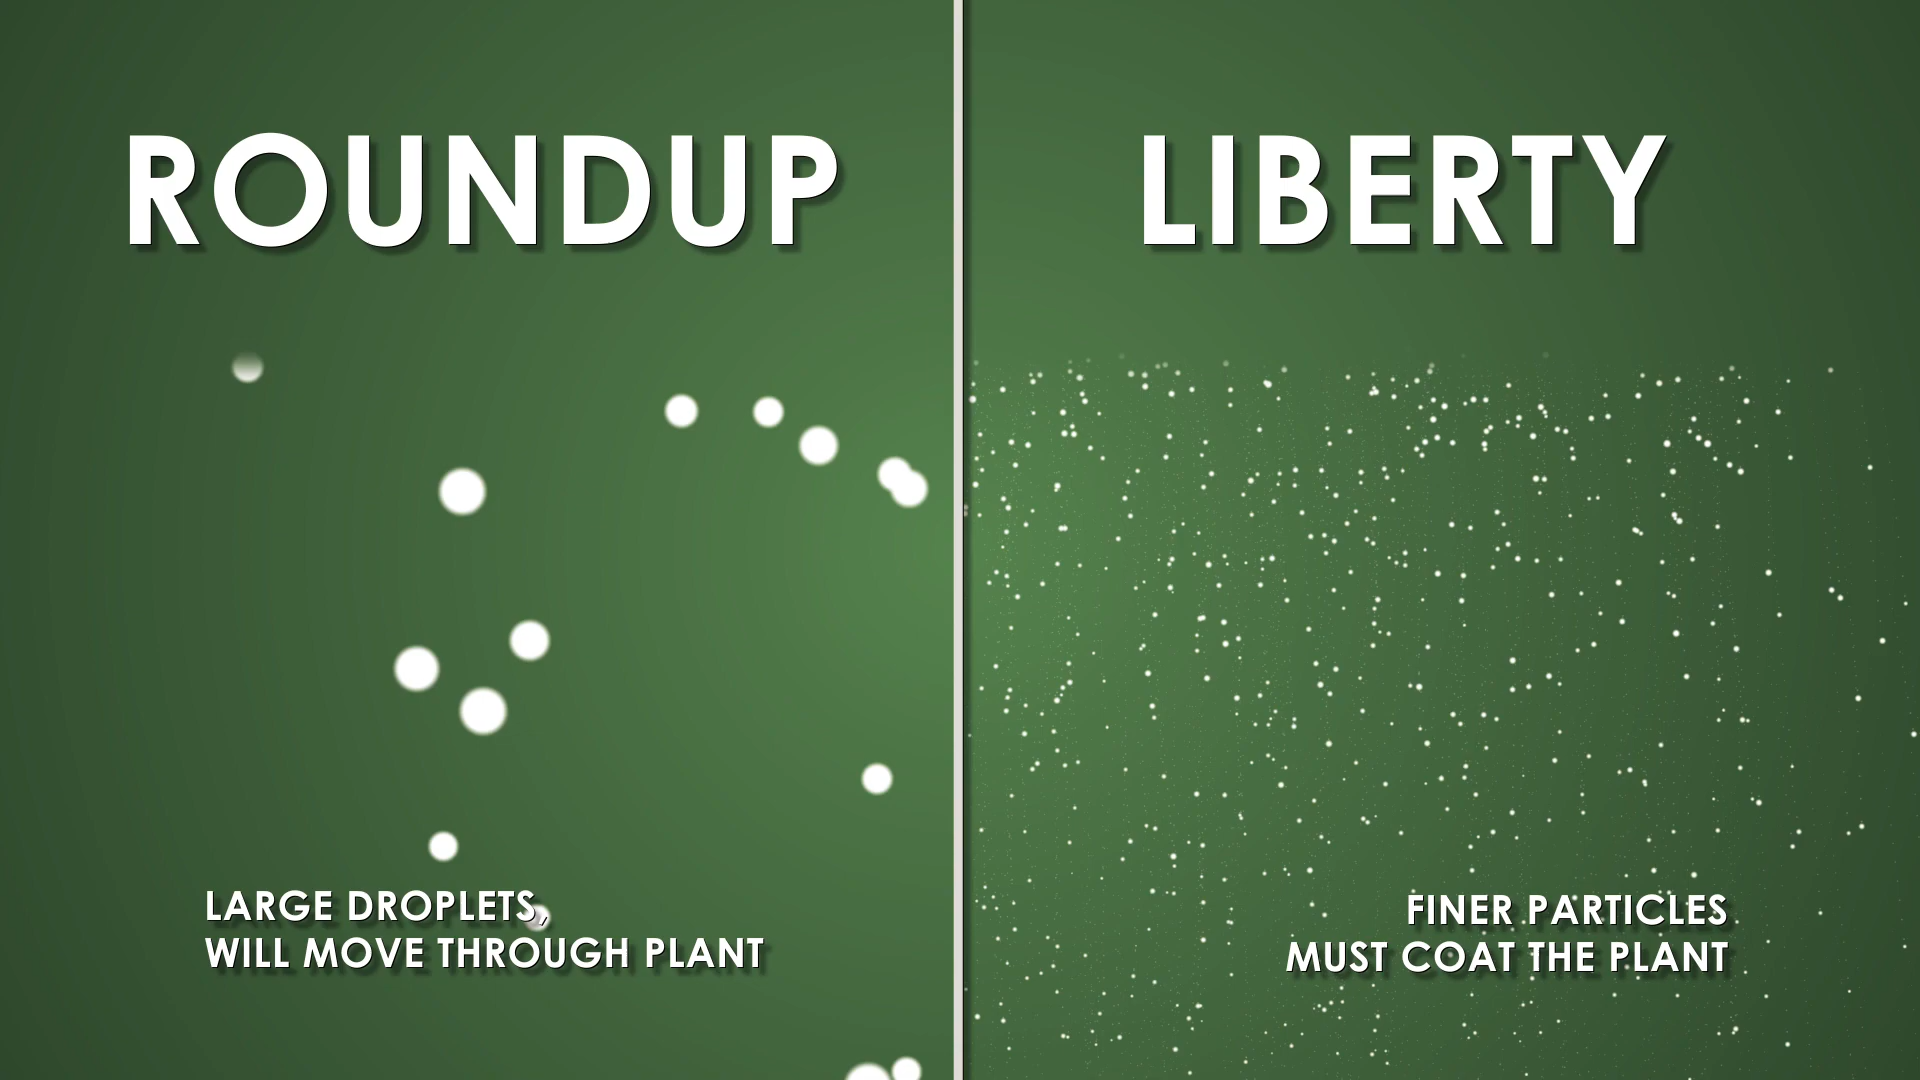 ROUNDUP
LARGE DROPLETS,
WILL MOVE THROUGH PLANT
LIBERTY
FINER PARTICLES
MUST COAT THE PLANT